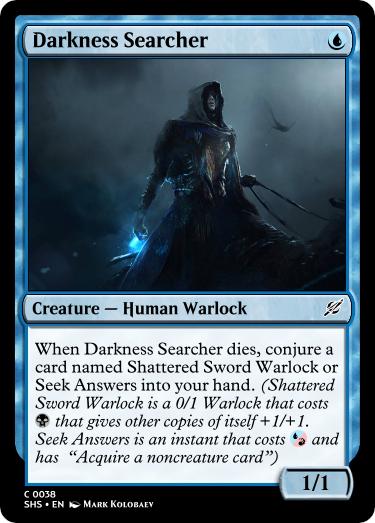 Darkness Searcher
Creature — Human Warlock
When Darkness Searcher dies, conjure a
card named Shattered Sword Warlock or
Seek Answers into your hand. (Shattered
Sword Warlock is a 0/1 Warlock that costs
that gives other copies of itself +1/+1.
Seek Answers is an instant that costs and
has “Acquire a noncreature card”)
1/1
C 0038
SHS • EN Mark Kolobaev